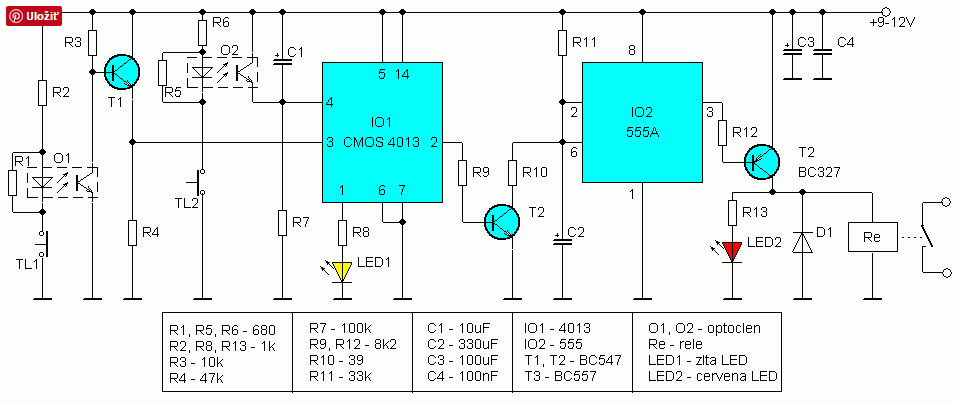 Uložiť
R6
+9-12V
R3
O2
C1
R11
C3
C4
5 14
8
T1
R2
R5
4
IO1
CMOS 4013
3
2
2
6
IO2
555A
3
R12
T2
BC327
R1
O1
R9
R10
1
6
7
1
TL2
T2
R13
R4
R7
R8
C2
D1
Re
TL1
LED1
LED2
R1, R5, R6 - 680
R2, R8, R13 - 1k
R3 - 10k
R4 - 47k
R7 - 100k
R9, R12 - 8k2
R10 - 39
R11 - 33k
C1 - 10uF
C2 - 330uF
C3 - 100uF
C4 - 100nF
IO1 - 4013
IO2 - 555
T1, T2 - BC547
T3 - BC557
O1, O2 - optoclen
Re - rele
LED1 - zlta LED
LED2 - cervena LED